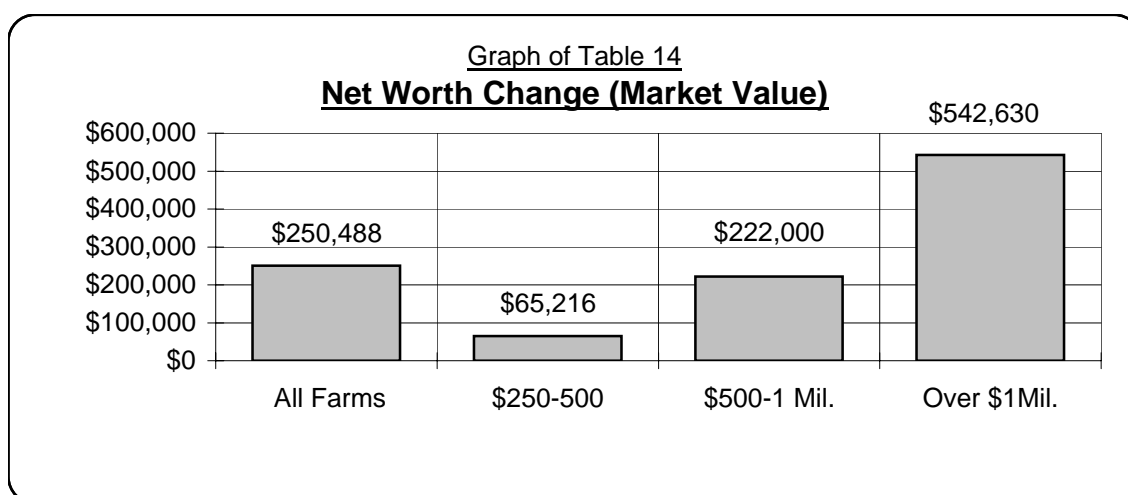 Graph of Table 14
Net Worth Change (Market Value)
$542,630
$600,000
$500,000
$400,000
$300,000
$250,488
$222,000
$200,000
$65,216
$100,000
$0
All Farms
$250-500
$500-1 Mil.
Over $1Mil.